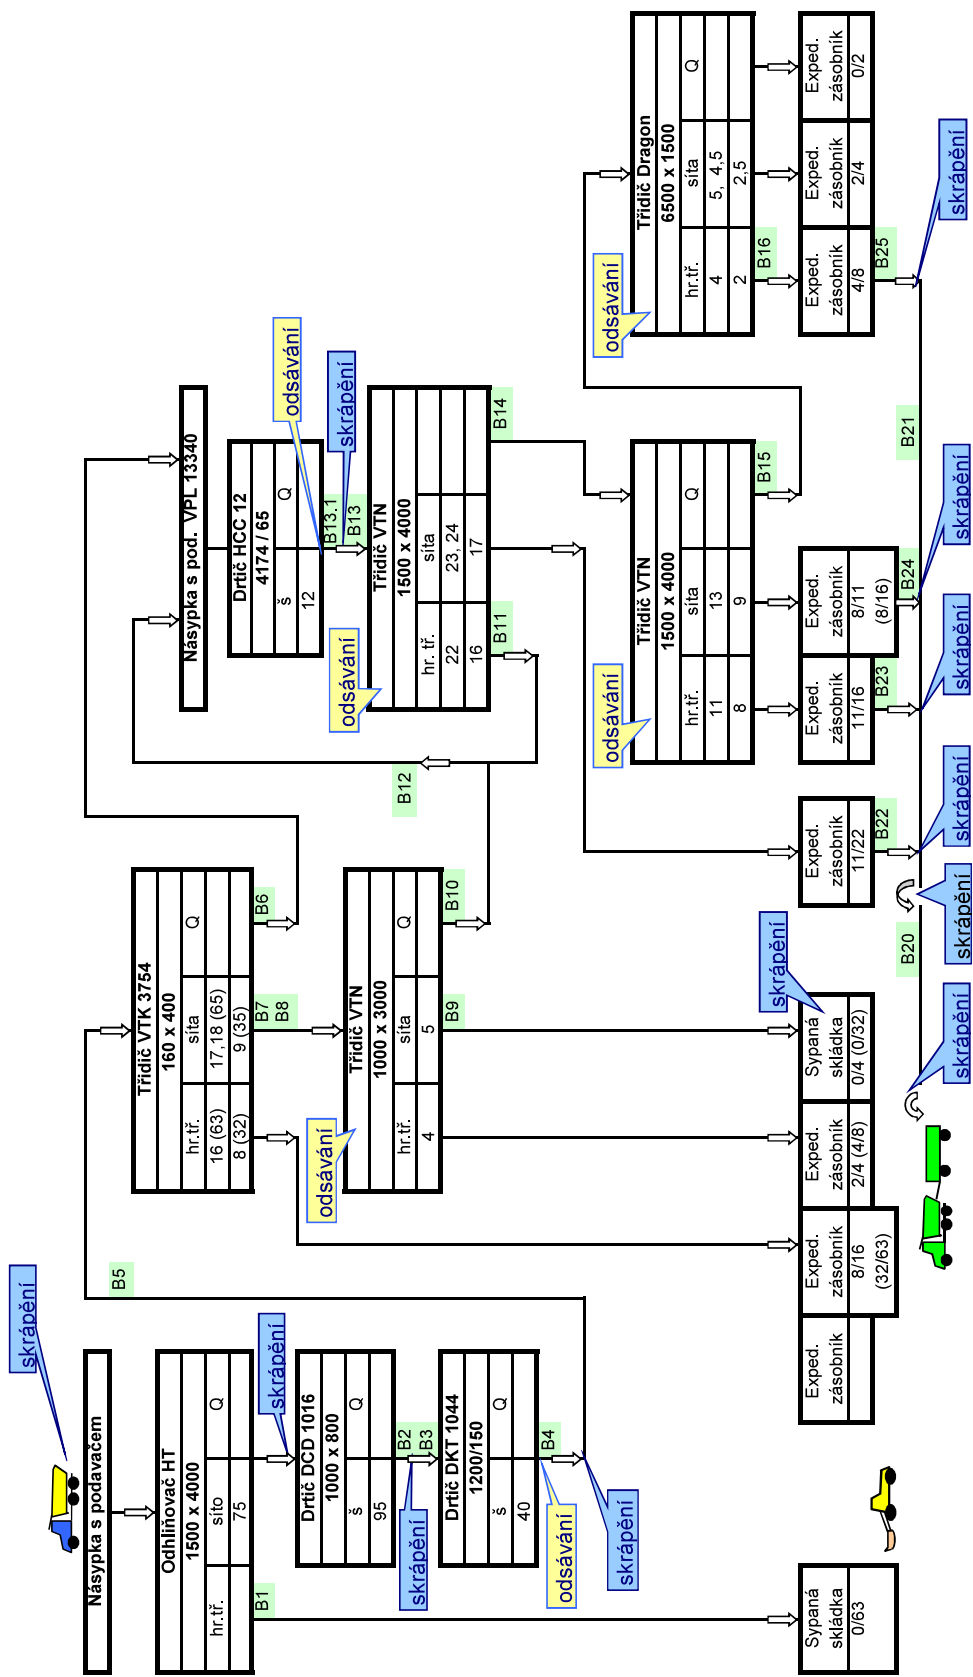 skrápění
Násypka s podavačem
Odhliňovač HT
1500 x 4000
hr.tř. síto Q
75
B1
skrápění
Drtič DCD 1016
1000 x 800
š Q
95
B2
B3
skrápění
Drtič DKT 1044
1200/150
š Q
40
B4
odsávání
skrápění
Sypaná
skládka
0/63
B5
Třidič VTK 3754
160 x 400
hr.tř. síta Q
16 (63) 17,18 (65)
8 (32) 9 (35)
B6
B7
B8
odsávání
Třidič VTN
1000 x 3000
hr.tř. síta Q
4 5
B9
B10
Exped.
zásobník
Exped.
zásobník
8/16
(32/63)
Exped.
zásobník
2/4 (4/8)
Sypaná
skládka
0/4 (0/32)
skrápění
B12
Násypka s pod. VPL 13340
Drtič HCC 12
4174 / 65
š Q
12
odsávání
B13.1
B13
skrápění
odsávání
Třidič VTN
1500 x 4000
hr. tř. síta
22 23, 24
16 17
B11
B14
odsávání
Třidič VTN
1500 x 4000
hr.tř. síta Q
11 13
8 9
B15
Exped.
zásobník
11/22
B22
Exped.
zásobník
11/16
B23
Exped.
zásobník
8/11
(8/16)
B24
odsávání
Třidič Dragon
6500 x 1500
hr.tř. síta Q
4 5, 4,5
2 2,5
B16
Exped.
zásobník
4/8
B25
Exped.
zásobník
2/4
Exped.
zásobník
0/2
B20
B21
skrápění
skrápění
skrápění
skrápění
skrápění
skrápění